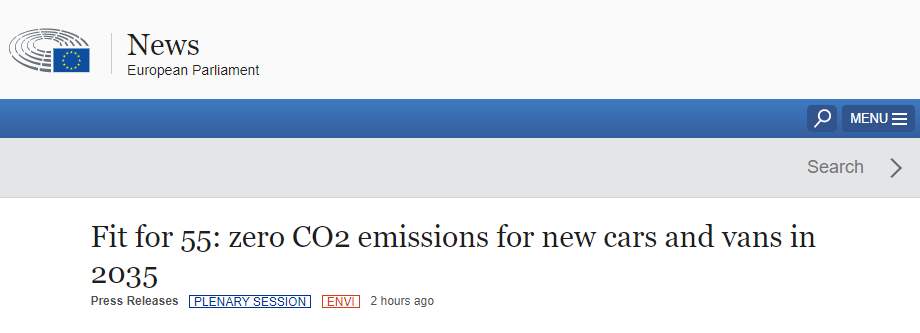 News
European Parliament
MENU
Search
Fit for 55: zero CO2 emissions for new cars and vans in
2035
Press Releases PLENARY SESSION ENVI 2 hours ago